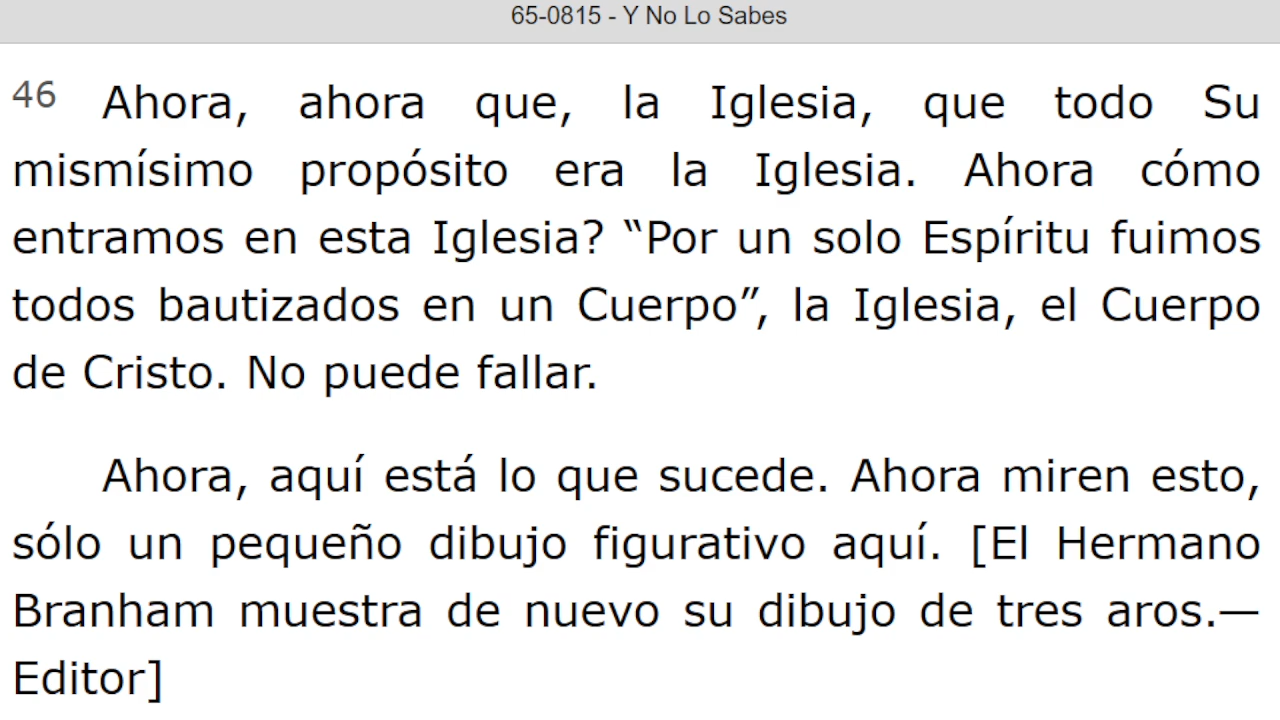 65-0815 - Y No Lo Sabes
46 Ahora, ahora que, la Iglesia, que todo Su
mismísimo propósito era la Iglesia. Ahora cómo
entramos en esta Iglesia? “Por un solo Espíritu fuimos
todos bautizados en un Cuerpo”, la Iglesia, el Cuerpo
de Cristo. No puede fallar.
Ahora, aquí está lo que sucede. Ahora miren esto,
sólo un pequeño dibujo figurativo aquí. [El Hermano
Branham muestra de nuevo su dibujo de tres aros.—
Editor]